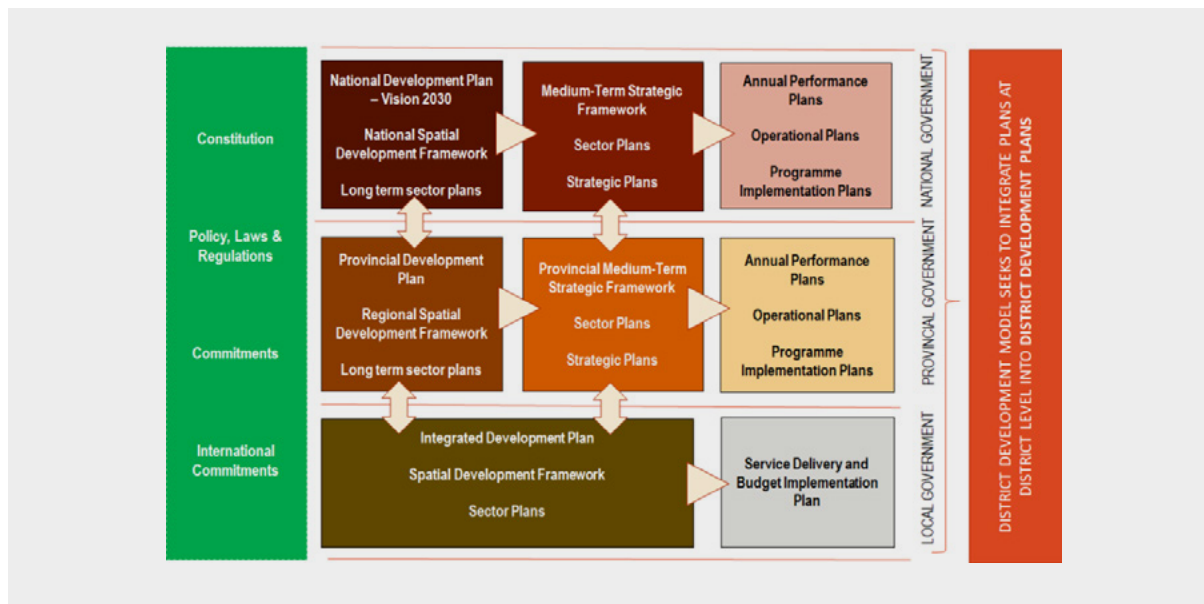 Constitution
Policy, Laws &
Regulations
Commitments
International
Commitments
National Development Plan
– Vision 2030
National Spatial
Development Framework
Long term sector plans
Medium-Term Strategic
Framework
Sector Plans
Strategic Plans
Annual Performance
Plans
Operational Plans
Programme
Implementation Plans
NATIONAL GOVERNMENT
Provincial Development
Plan
Regional Spatial
Development Framework
Long term sector plans
Provincial Medium-Term
Strategic Framework
Sector Plans
Strategic Plans
Annual Performance
Plans
Operational Plans
Programme
Implementation Plans
PROVINCIAL GOVERNMENT
Integrated Development Plan
Spatial Development Framework
Sector Plans
Service Delivery and
Budget Implementation
Plan
LOCAL GOVERNMENT
DISTRICT DEVELOPMENT MODEL SEEKS TO INTEGRATE PLANS AT
DISTRICT LEVEL INTO DISTRICT DEVELOPMENT PLANS